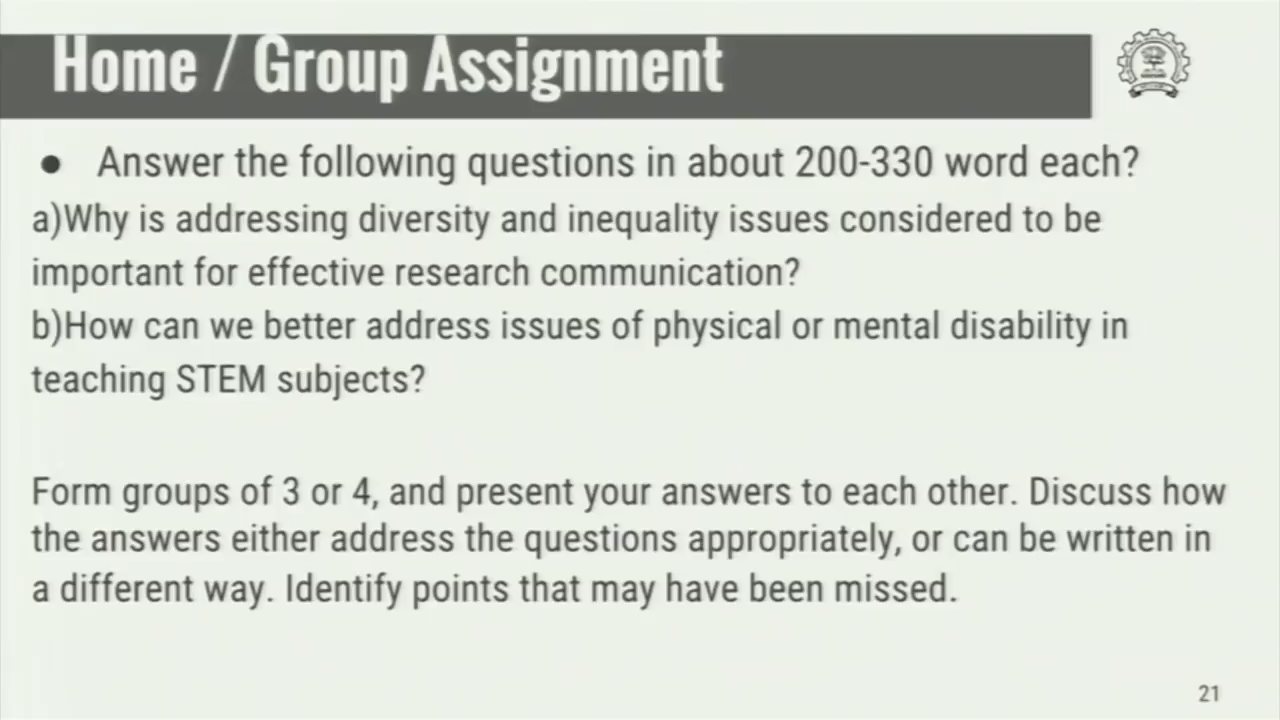 Home / Group Assignment
● Answer the following questions in about 200-330 word each?
a)Why is addressing diversity and inequality issues considered to be
important for effective research communication?
b)How can we better address issues of physical or mental disability in
teaching STEM subjects?
Form groups of 3 or 4, and present your answers to each other. Discuss how
the answers either address the questions appropriately, or can be written in
a different way. Identify points that may have been missed.
21